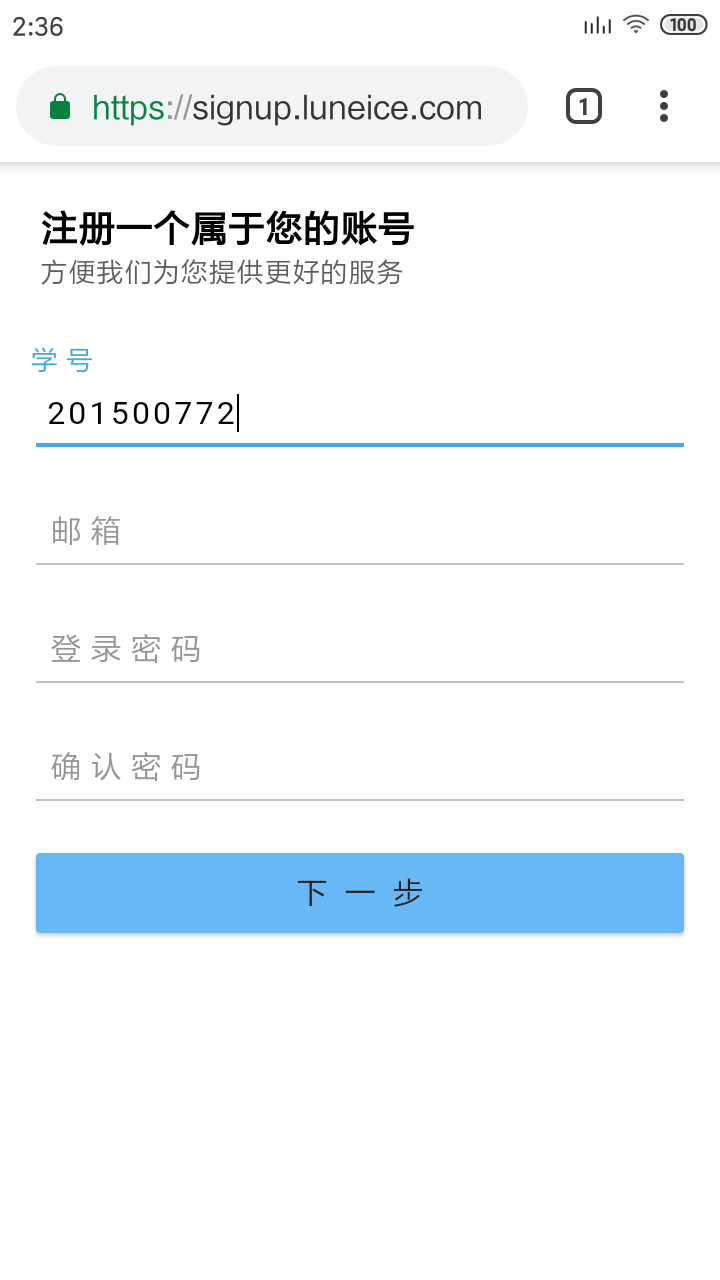 2:36
100
https://signup.luneice.com
1
注册一个属于您的账号
方便我们为您提供更好的服务
学号
201500772
邮箱
登录密码
确认密码
下一步